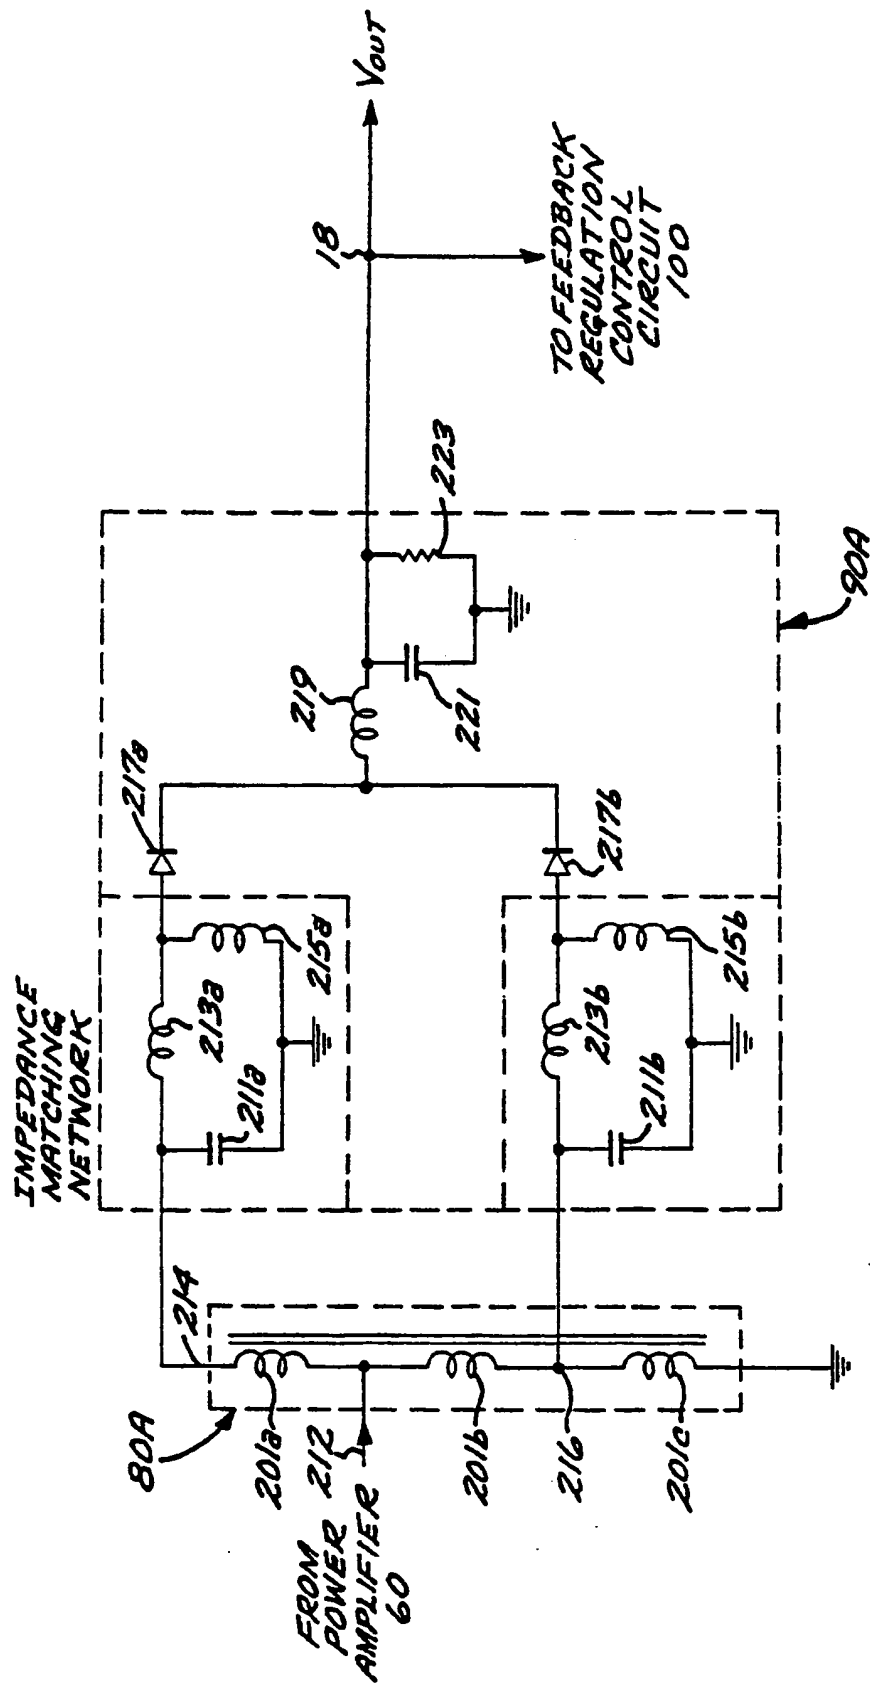 IMPEDANCE
MATCHING
NETWORK
80A
214
201a
FROM
POWER
AMPLIFIER
60
212
201b
216
201c
211a
213a
215a
217a
211b
213b
215b
217b
219
221
223
90A
18
VOUT
TO FEEDBACK
REGULATION
CONTROL
CIRCUIT
100